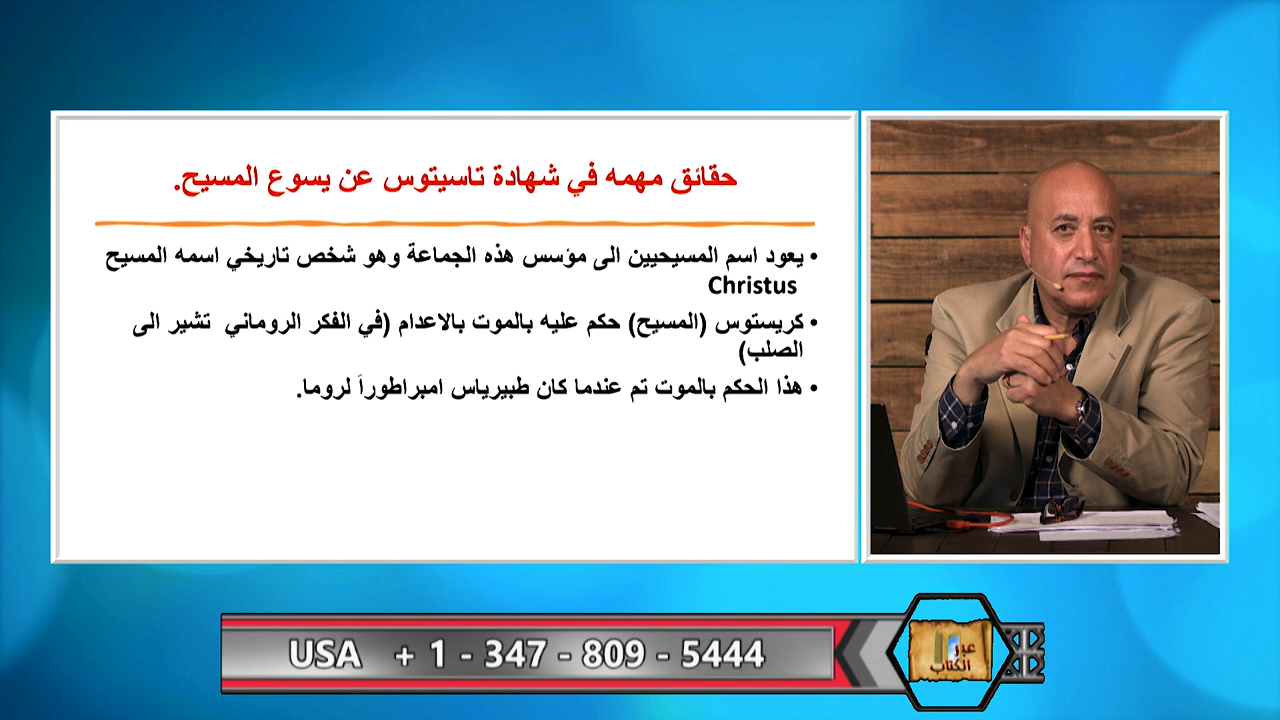 حقائق مهمه في شهادة تاسيتوس عن يسوع المسيح.
• يعود اسم المسيحيين الى مؤسس هذه الجماعة وهو شخص تاريخي اسمه المسيح
Christus
• كريستوس (المسيح) حكم عليه بالموت بالاعدام (في الفكر الروماني تشير الى
الصلب)
• هذا الحكم بالموت تم عندما كان طبيرياس امبراطوراَ لروما.
USA + 1 - 347 - 809 - 5444
عبر
الكتاب